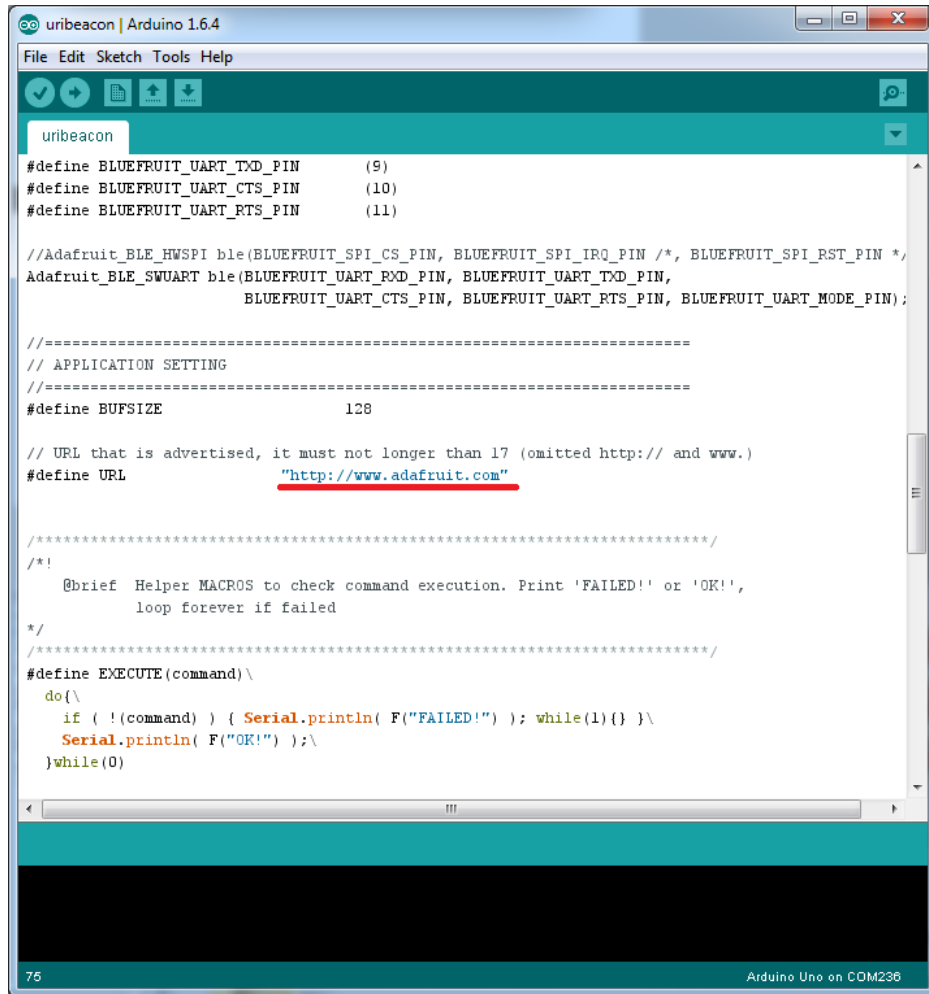 uribeacon | Arduino 1.6.4
File Edit Sketch Tools Help
uribeacon
#define BLUEFRUIT_UART_TXD_PIN (9)
#define BLUEFRUIT_UART_CTS_PIN (10)
#define BLUEFRUIT_UART_RTS_PIN (11)
//Adafruit_BLE_HWSPI ble(BLUEFRUIT_SPI_CS_PIN, BLUEFRUIT_SPI_IRQ_PIN /*, BLUEFRUIT_SPI_RST_PIN */
Adafruit_BLE_SWUART ble(BLUEFRUIT_UART_RXD_PIN, BLUEFRUIT_UART_TXD_PIN,
BLUEFRUIT_UART_CTS_PIN, BLUEFRUIT_UART_RTS_PIN, BLUEFRUIT_UART_MODE_PIN);
//=======================================================================
// APPLICATION SETTING
//=======================================================================
#define BUFSIZE 128
// URL that is advertised, it must not longer than 17 (omitted http:// and www.)
#define URL "http://www.adafruit.com"
/**************************************************************************/
/*!
@brief Helper MACROS to check command execution. Print 'FAILED!' or 'OK!',
loop forever if failed
*/
/**************************************************************************/
#define EXECUTE(command)\
do{\
if ( !(command) ) { Serial.println( F("FAILED!") ); while(1){} }\
Serial.println( F("OK!") );\
}while(0)
75 Arduino Uno on COM236